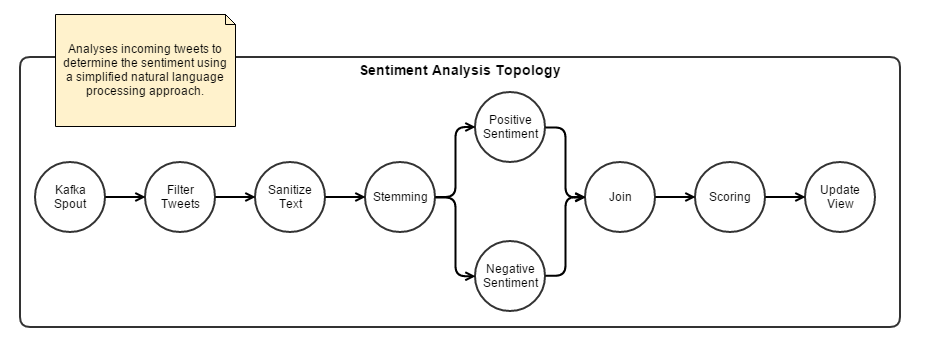 Analyses incoming tweets to
determine the sentiment using
a simplified natural language
processing approach.
Sentiment Analysis Topology
Kafka
Spout
Filter
Tweets
Sanitize
Text
Stemming
Positive
Sentiment
Negative
Sentiment
Join
Scoring
Update
View